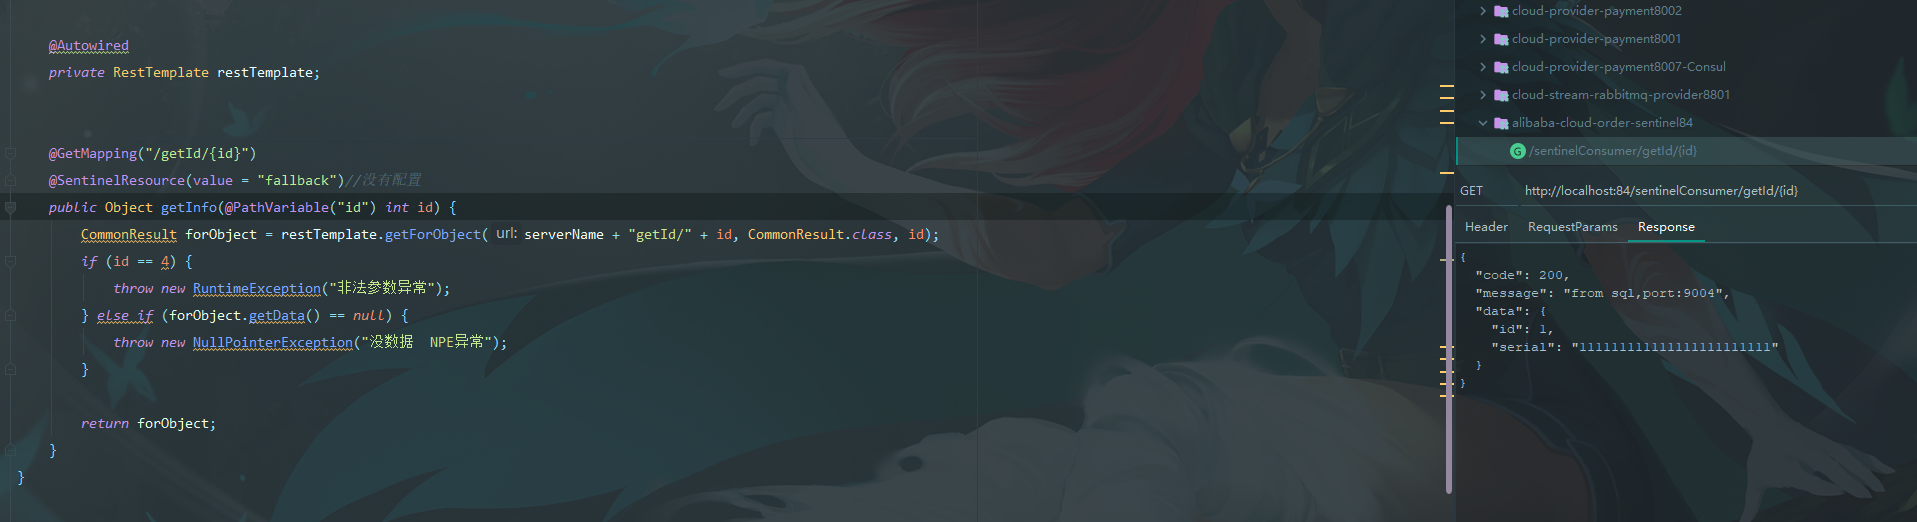 @Autowired
private RestTemplate restTemplate;
@GetMapping("/getId/{id}")
@SentinelResource(value = "fallback")//没有配置
public Object getInfo(@PathVariable("id") int id) {
CommonResult forObject = restTemplate.getForObject( url: serverName + "getId/" + id, CommonResult.class, id);
if (id == 4) {
throw new RuntimeException("非法参数异常");
} else if (forObject.getData() == null) {
throw new NullPointerException("没数据  NPE异常");
}
return forObject;
}
}
cloud-provider-payment8002
cloud-provider-payment8001
cloud-provider-payment8007-Consul
cloud-stream-rabbitmq-provider8801
alibaba-cloud-order-sentinel84
G /sentinelConsumer/getId/{id}
GET http://localhost:84/sentinelConsumer/getId/{id}
Header RequestParams Response
{
"code": 200,
"message": "from sql,port:9004",
"data": {
"id": 1,
"serial": "1111111111111111111111111"
}
}